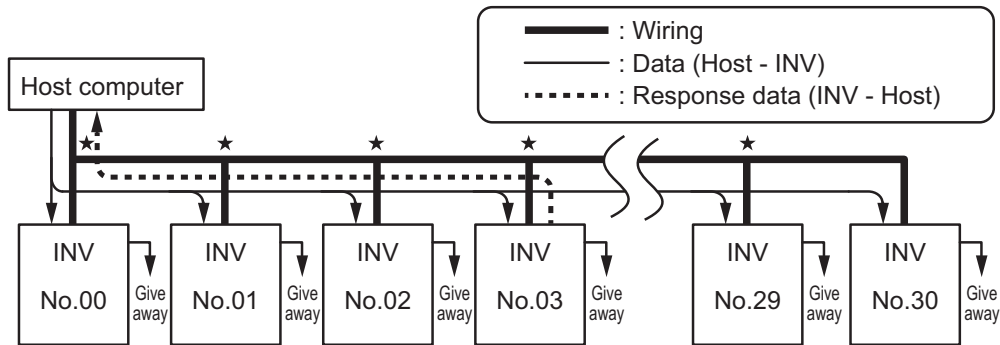 : Wiring
: Data (Host - INV)
: Response data (INV - Host)
Host computer
★ ★ ★ ★ ★
INV INV INV INV INV INV
No.00 No.01 No.02 No.03 No.29 No.30
Give away Give away Give away Give away Give away Give away